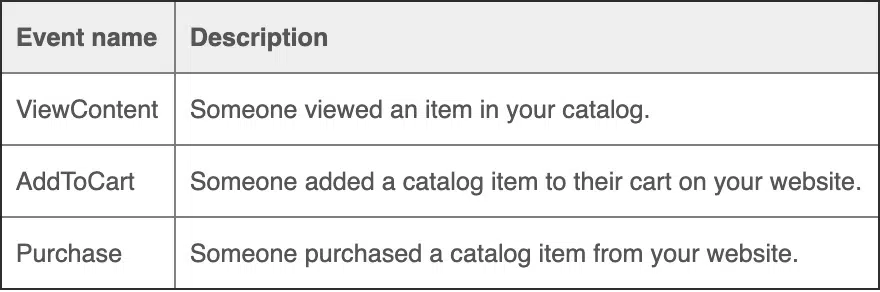 Event name Description
ViewContent Someone viewed an item in your catalog.
AddToCart Someone added a catalog item to their cart on your website.
Purchase Someone purchased a catalog item from your website.